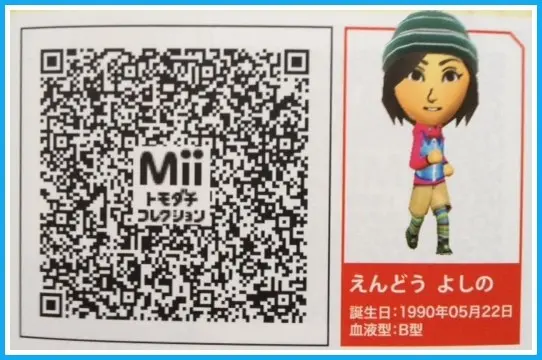 Mii
トモダチ
コレクション
えんどう よしの
誕生日:1990年05月22日
血液型:B型